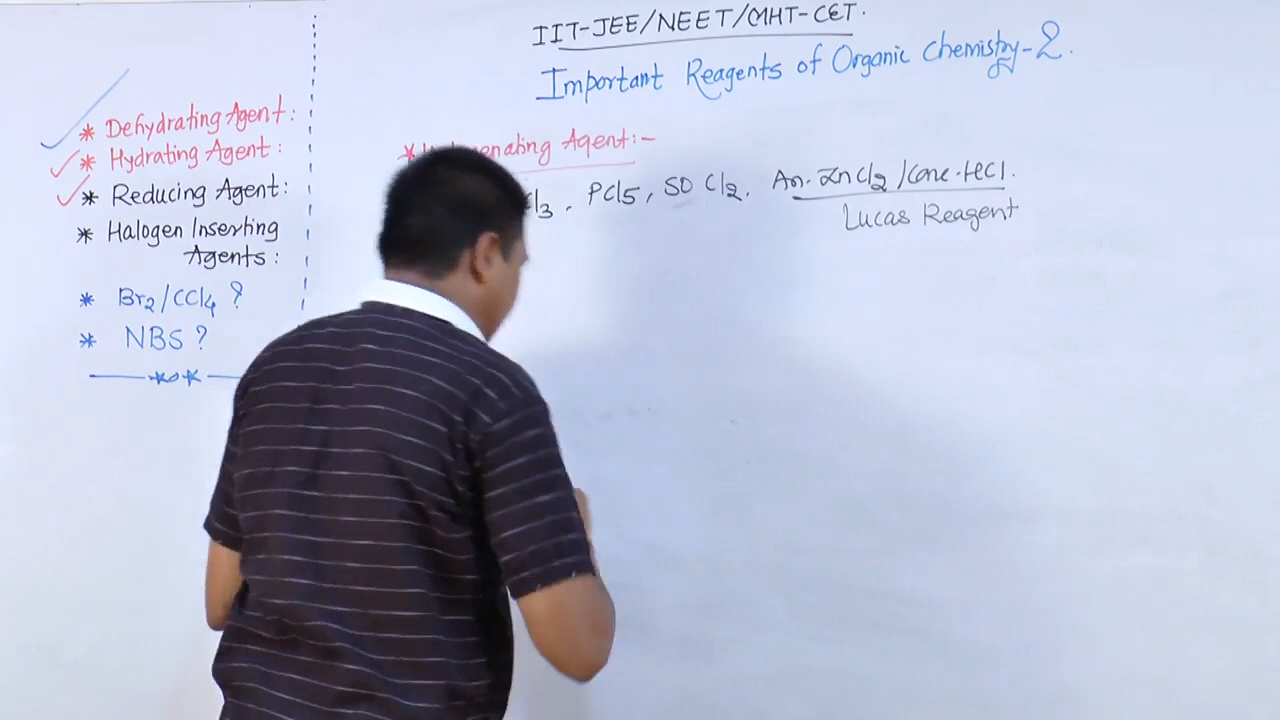 IIT-JEE/NEET/MHT-CET.
Important Reagents of Organic Chemistry-2.
* Dehydrating Agent:
* Hydrating Agent:
* Reducing Agent:
* Halogen Inserting
Agents:
* Br2/CCl4 ?
* NBS ?
* Agent:-
PCl5, SOCl2. An. ZnCl2/Conc. HCl.
Lucas Reagent